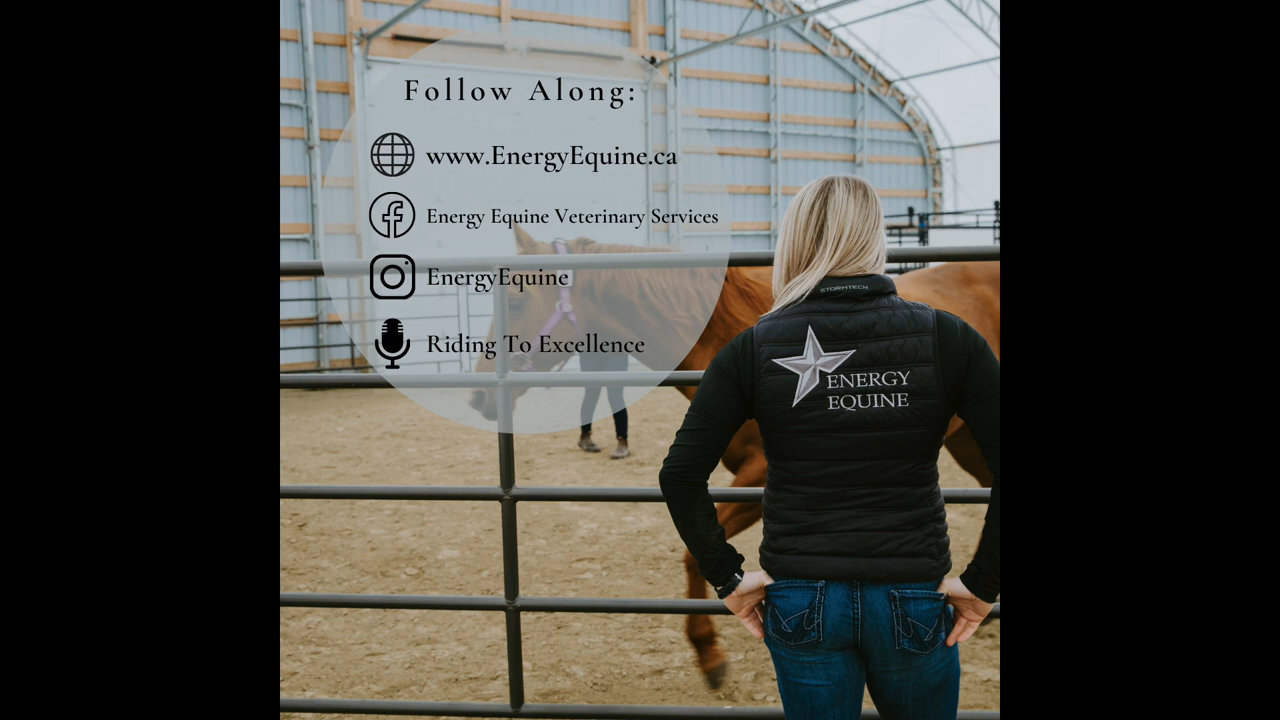 Follow Along:
www.EnergyEquine.ca
Energy Equine Veterinary Services
EnergyEquine
Riding To Excellence
STORMTECH
ENERGY
EQUINE